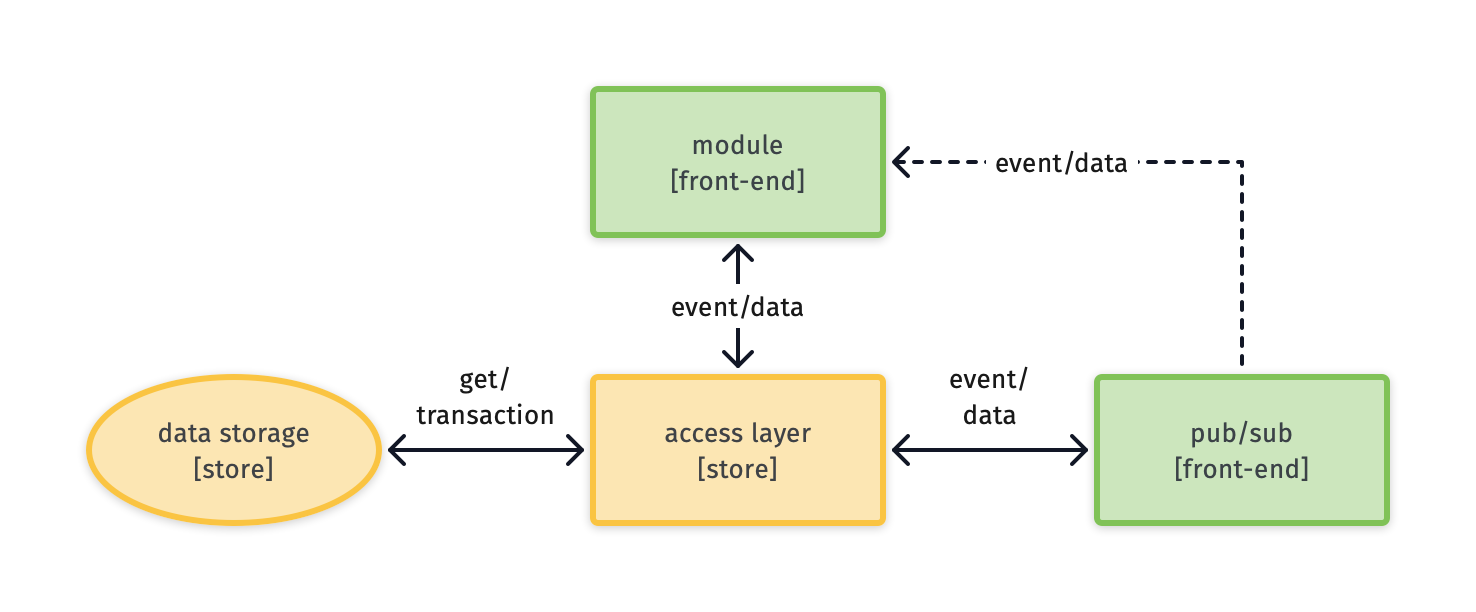 module
[front-end]
event/data
event/data
get/
transaction
event/
data
data storage
[store]
access layer
[store]
pub/sub
[front-end]